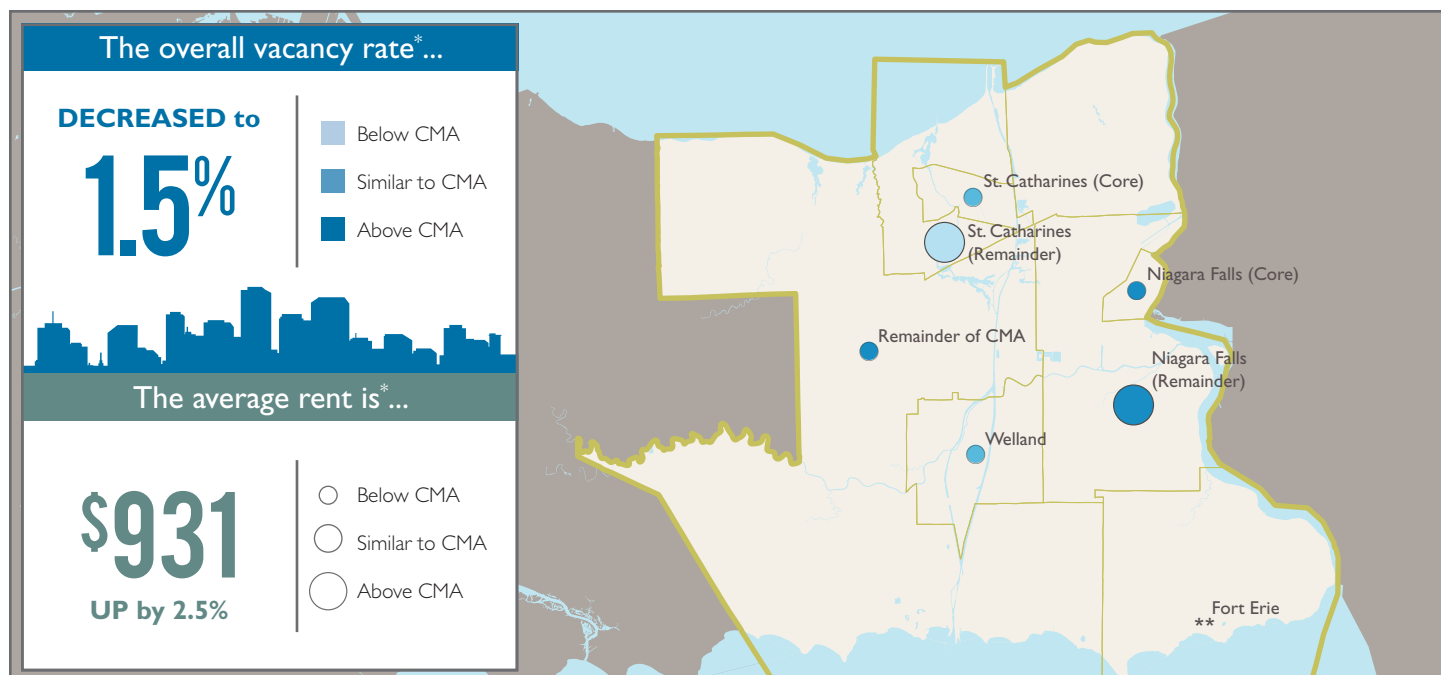 The overall vacancy rate*...
DECREASED to
1.5%
Below CMA
Similar to CMA
Above CMA
The average rent is*...
$931
UP by 2.5%
Below CMA
Similar to CMA
Above CMA
St. Catharines (Core)
St. Catharines
(Remainder)
Niagara Falls (Core)
Remainder of CMA
Niagara Falls
(Remainder)
Welland
Fort Erie
**